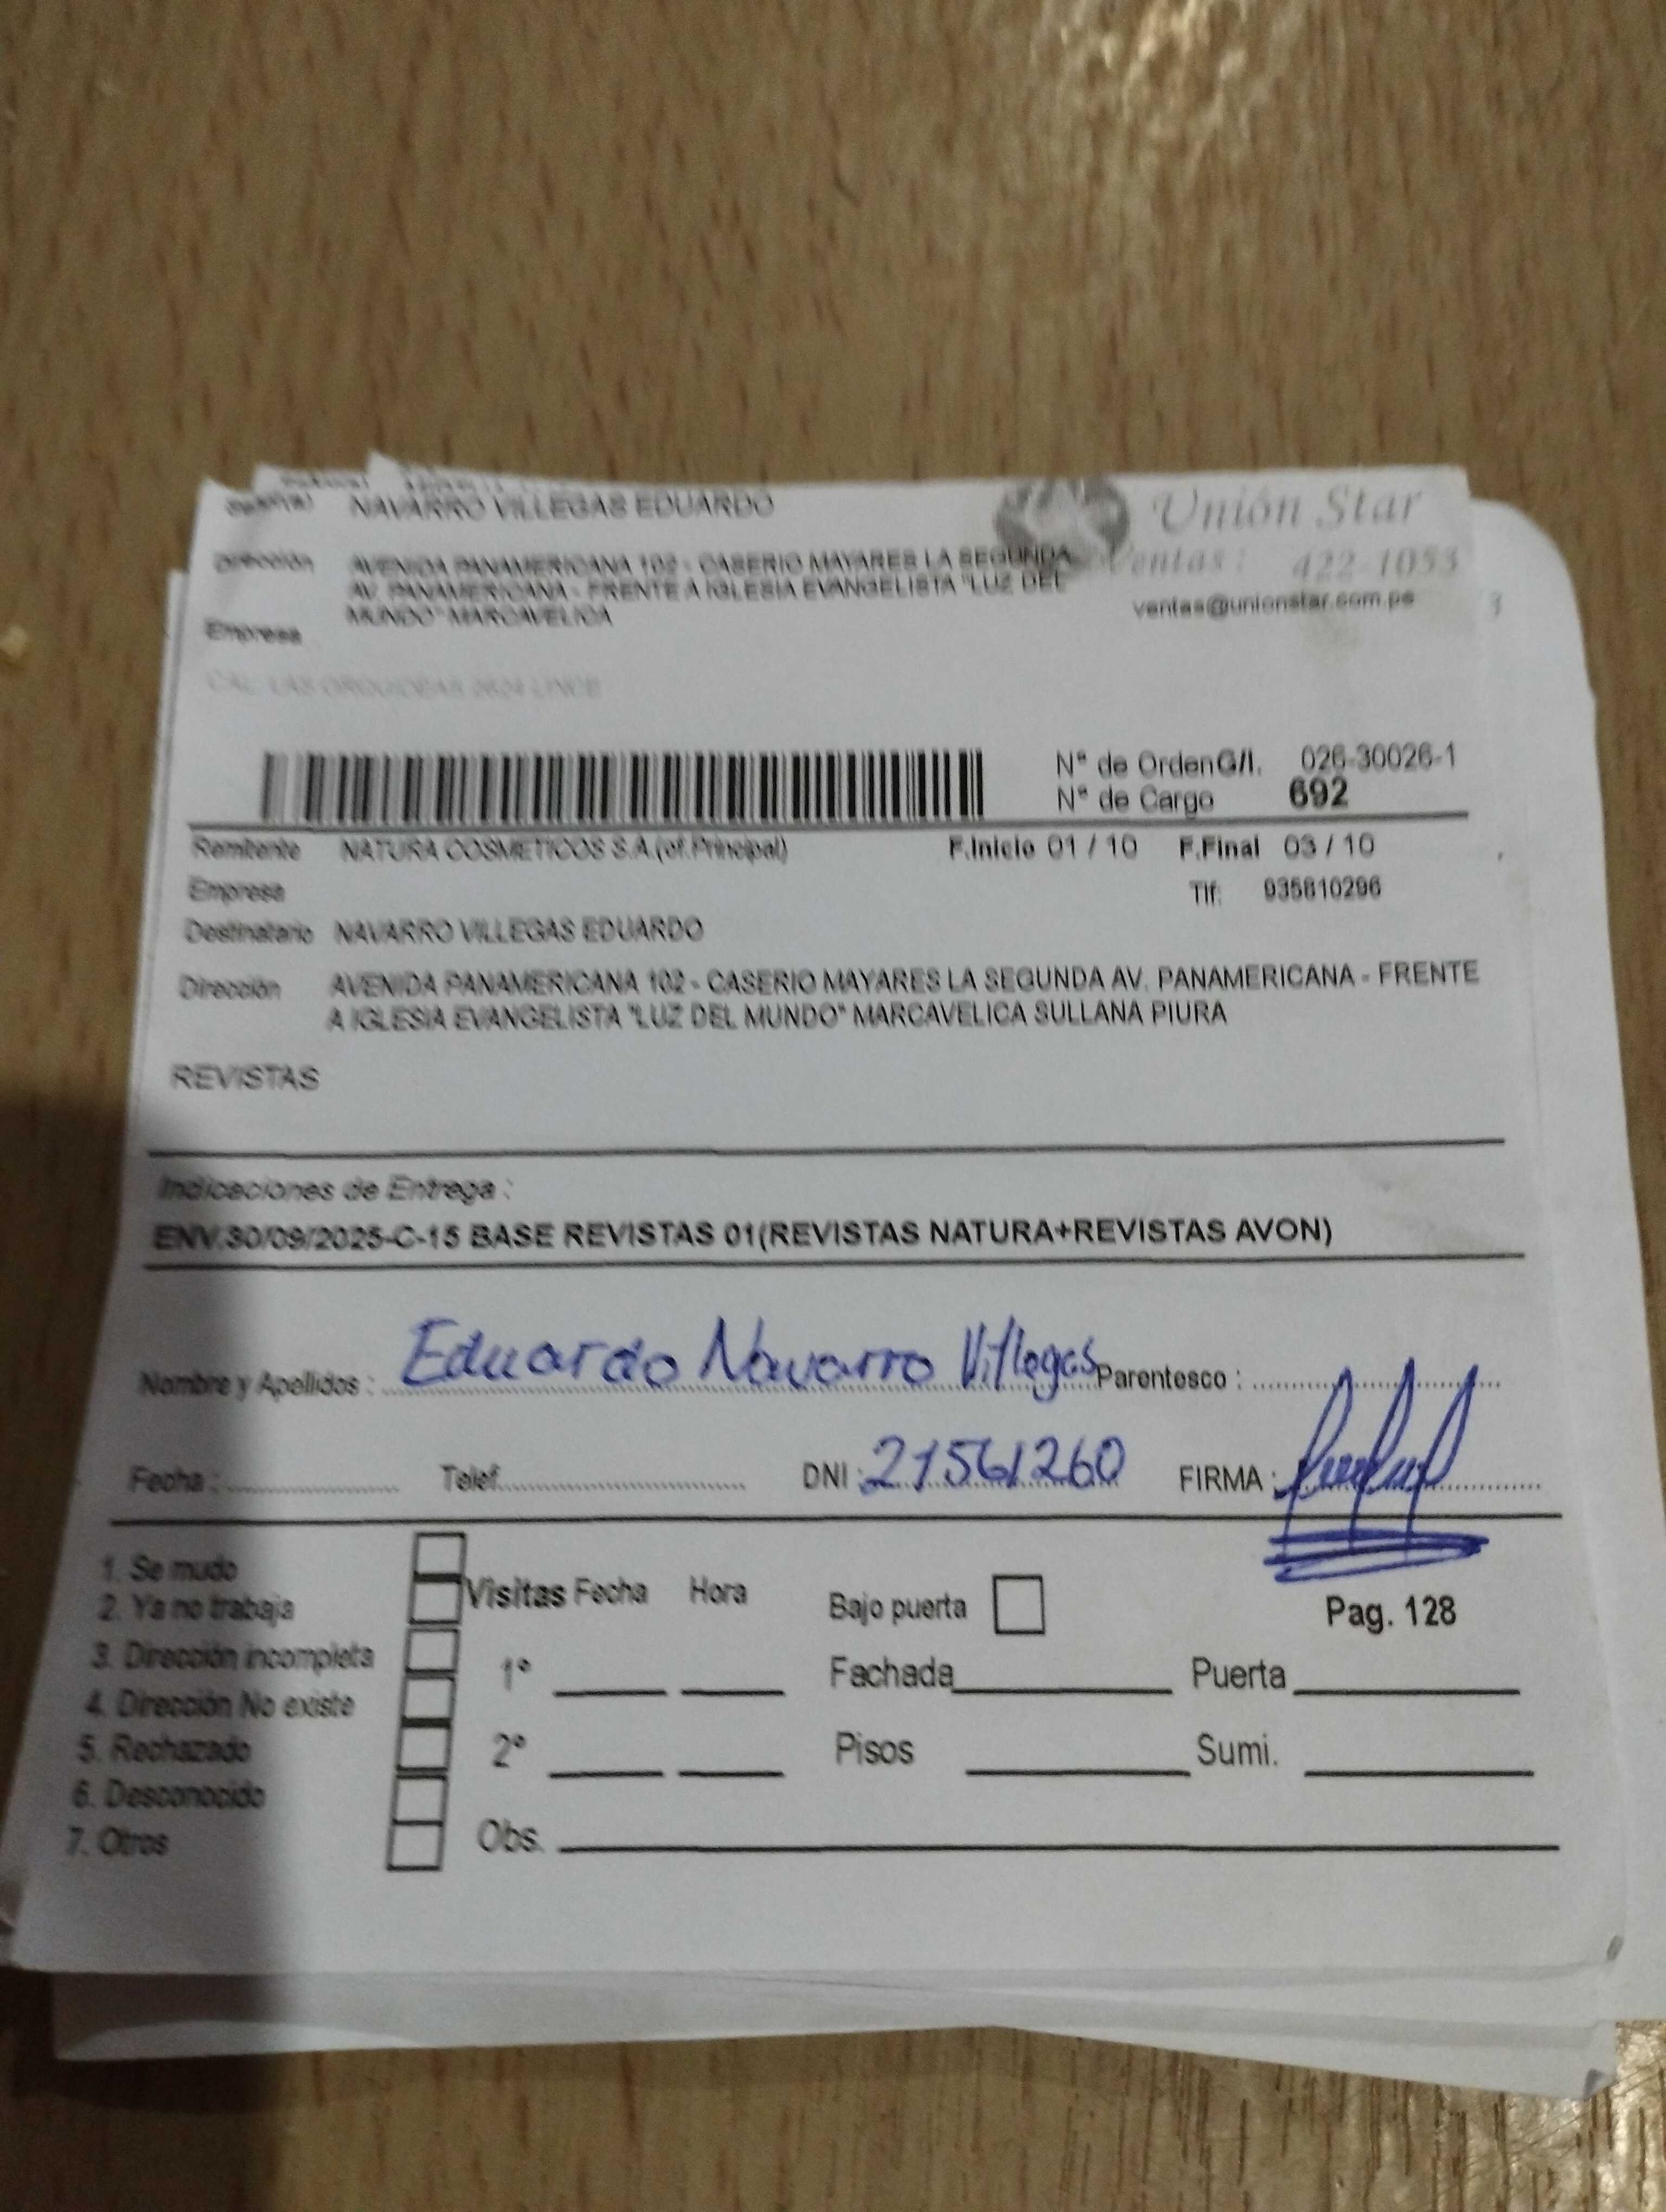 NAVARRO VILLEGAS EDUARDO
Unión Star
Dirección AVENIDA PANAMERICANA 102 - CASERIO MAYARES LA SEGUNDA
AV. PANAMERICANA - FRENTE A IGLESIA EVANGELISTA "LUZ DEL
MUNDO" MARCAVELICA
Ventas: 422-1053
ventas@unionstar.com.pe
Empresa
N° de Orden G/I. 026-30026-1
N° de Cargo 692
Remitente NATURA COSMETICOS S.A.(of.Principal) F.Inicio 01 / 10 F.Final 03 / 10
Empresa Tlf: 935810296
Destinatario NAVARRO VILLEGAS EDUARDO
Dirección AVENIDA PANAMERICANA 102 - CASERIO MAYARES LA SEGUNDA AV. PANAMERICANA - FRENTE
A IGLESIA EVANGELISTA "LUZ DEL MUNDO" MARCAVELICA SULLANA PIURA
REVISTAS
Indicaciones de Entrega :
ENV.30/09/2025-C-15 BASE REVISTAS 01(REVISTAS NATURA+REVISTAS AVON)
Nombre y Apellidos : Eduardo Navarro Villegas Parentesco :
Fecha : Telef. DNI : 21561260 FIRMA :
1. Se mudo
2. Ya no trabaja
3. Dirección incompleta
4. Dirección No existe
5. Rechazado
6. Desconocido
7. Otros
Visitas Fecha Hora Bajo puerta Pag. 128
1° Fachada Puerta
2° Pisos Sumi.
Obs.